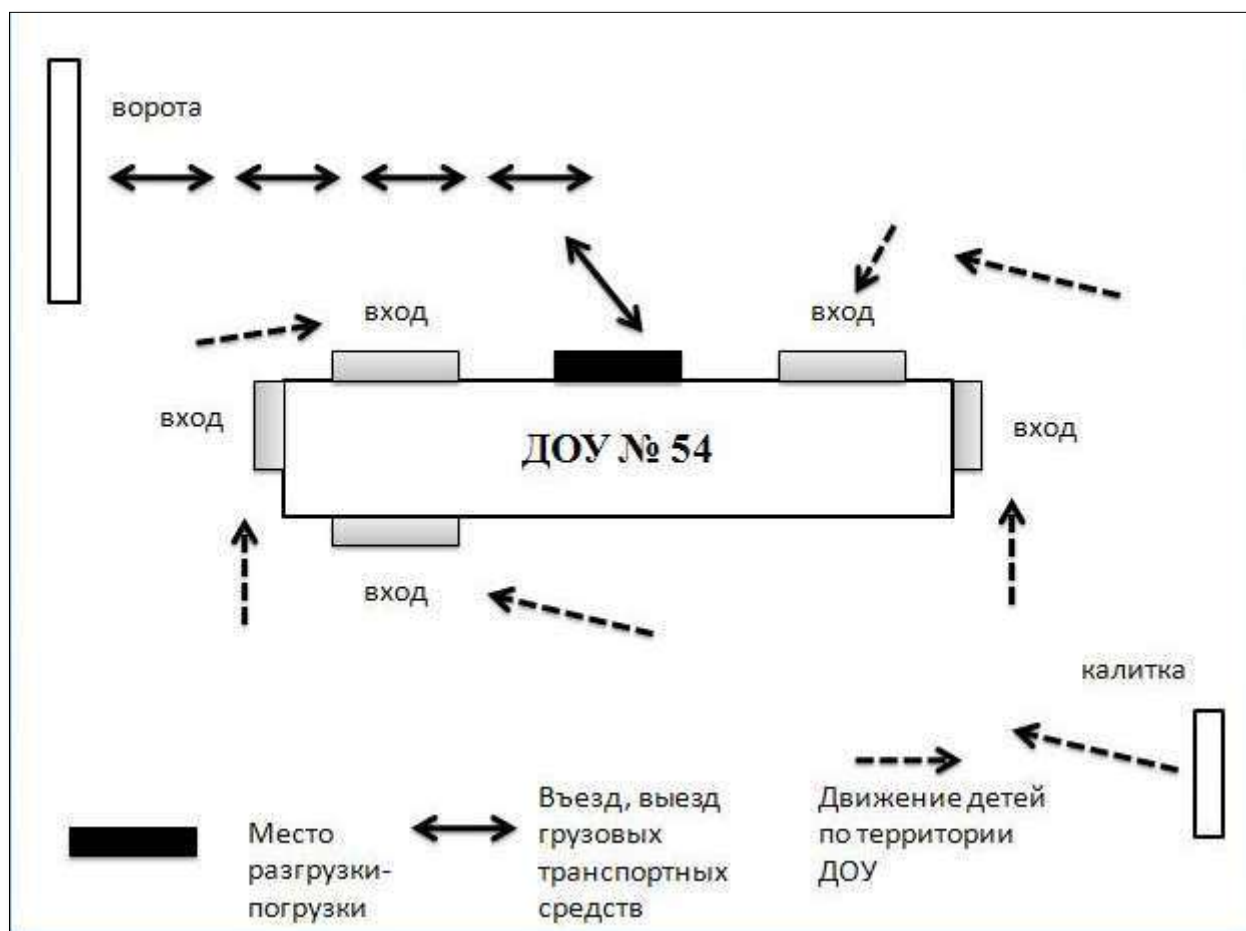 ворота
вход
вход
вход
ДОУ № 54
вход
вход
калитка
Место
разгрузки-
погрузки
Въезд, выезд
грузовых
транспортных
средств
Движение детей
по территории
ДОУ